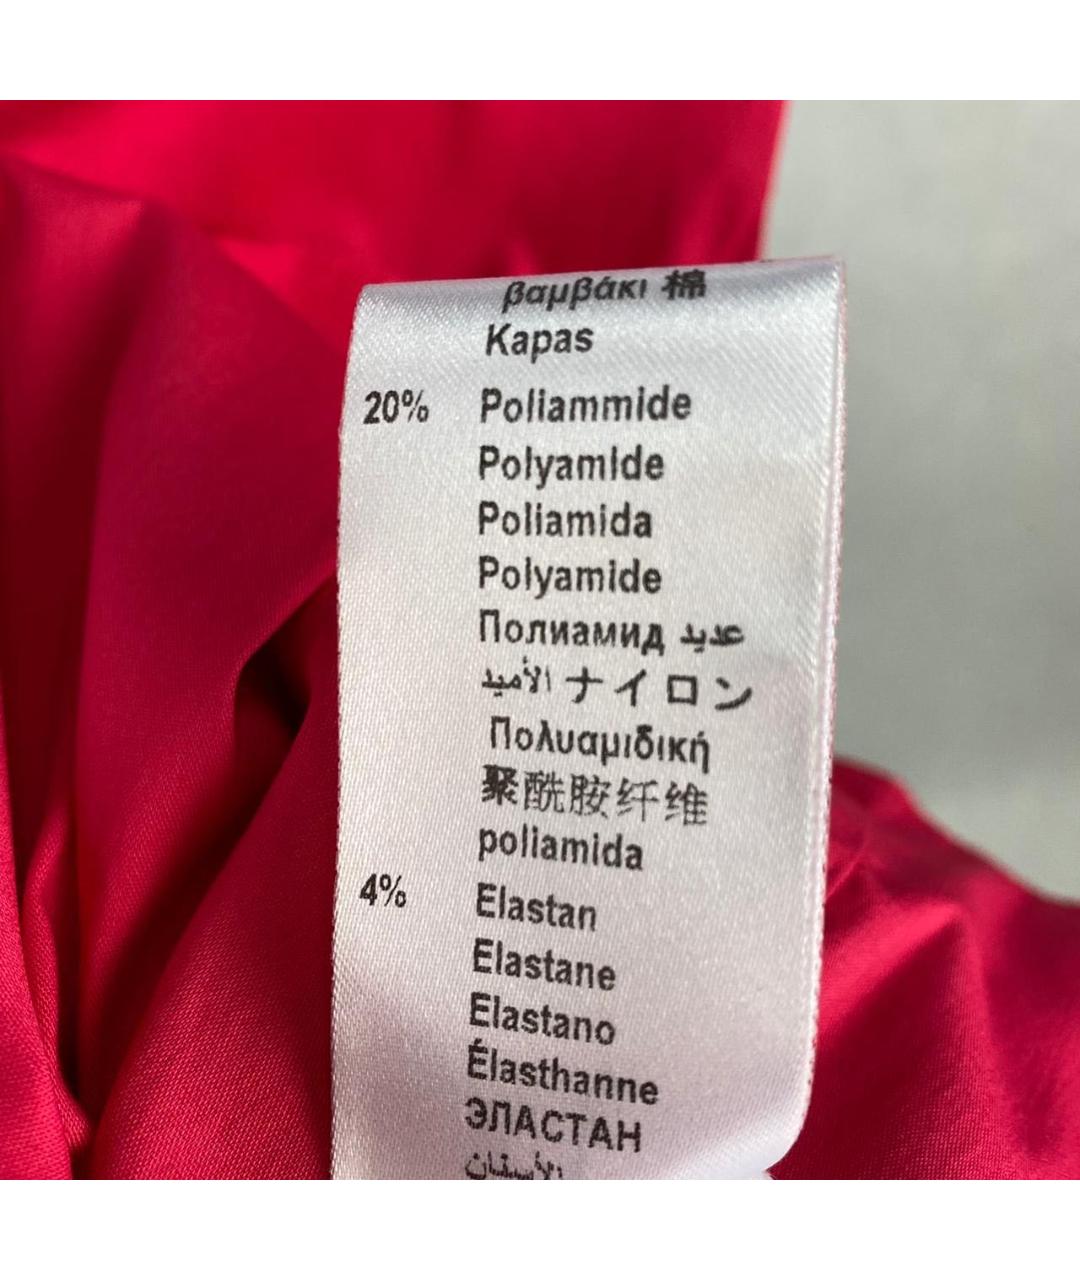 βαμβάκι 棉
Kapas
20% Poliammide
Polyamide
Poliamida
Polyamide
Полиамид عديد
الأميد ナイロン
Πολυαμιδική
聚酰胺纤维
poliamida
4% Elastan
Elastane
Elastano
Élasthanne
ЭЛАСТАН